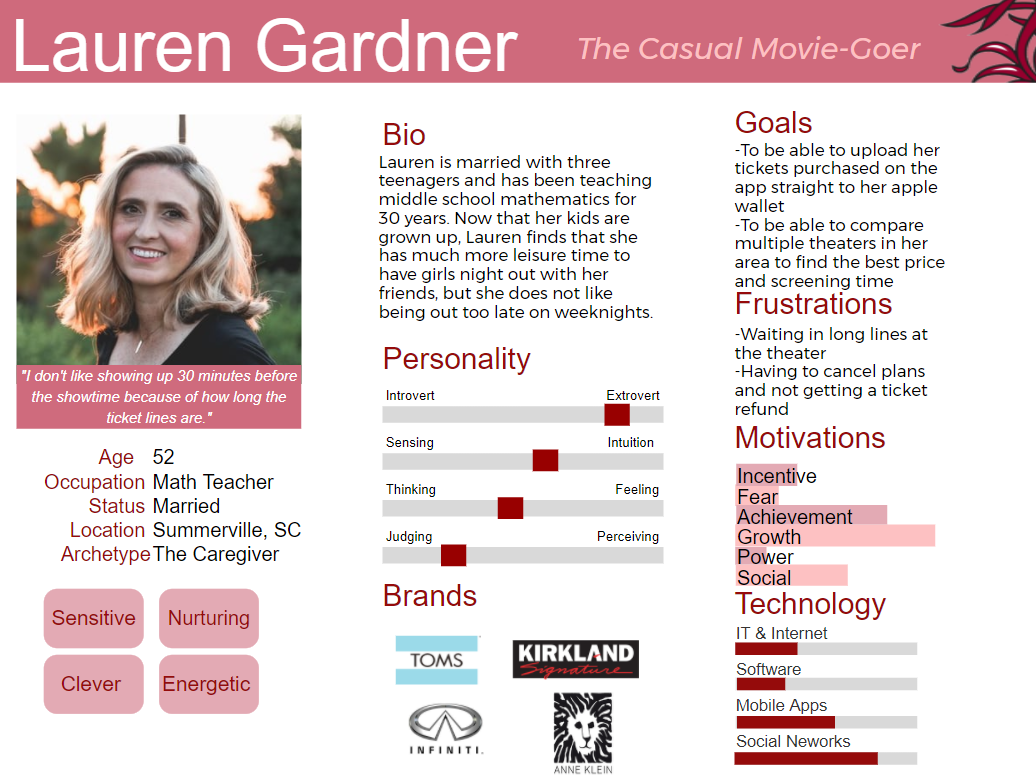 Lauren Gardner
The Casual Movie-Goer
"I don't like showing up 30 minutes before
the showtime because of how long the
ticket lines are."
Age 52
Occupation Math Teacher
Status Married
Location Summerville, SC
Archetype The Caregiver
Sensitive Nurturing
Clever Energetic
Bio
Lauren is married with three
teenagers and has been teaching
middle school mathematics for
30 years. Now that her kids are
grown up, Lauren finds that she
has much more leisure time to
have girls night out with her
friends, but she does not like
being out too late on weeknights.
Personality
Introvert Extrovert
Sensing Intuition
Thinking Feeling
Judging Perceiving
Brands
TOMS
KIRKLAND
Signature
INFINITI.
ANNE KLEIN
Goals
-To be able to upload her
tickets purchased on the
app straight to her apple
wallet
-To be able to compare
multiple theaters in her
area to find the best price
and screening time
Frustrations
-Waiting in long lines at
the theater
-Having to cancel plans
and not getting a ticket
refund
Motivations
Incentive
Fear
Achievement
Growth
Power
Social
Technology
IT & Internet
Software
Mobile Apps
Social Neworks